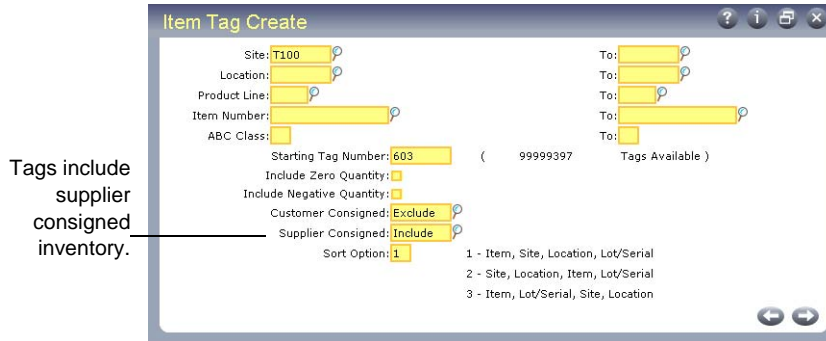 Item Tag Create
Site: T100 To:
Location: To:
Product Line: To:
Item Number: To:
ABC Class: To:
Starting Tag Number: 603 ( 99999397 Tags Available )
Include Zero Quantity:
Include Negative Quantity:
Customer Consigned: Exclude
Supplier Consigned: Include
Sort Option: 1 1 - Item, Site, Location, Lot/Serial
2 - Site, Location, Item, Lot/Serial
3 - Item, Lot/Serial, Site, Location
Tags include
supplier
consigned
inventory.